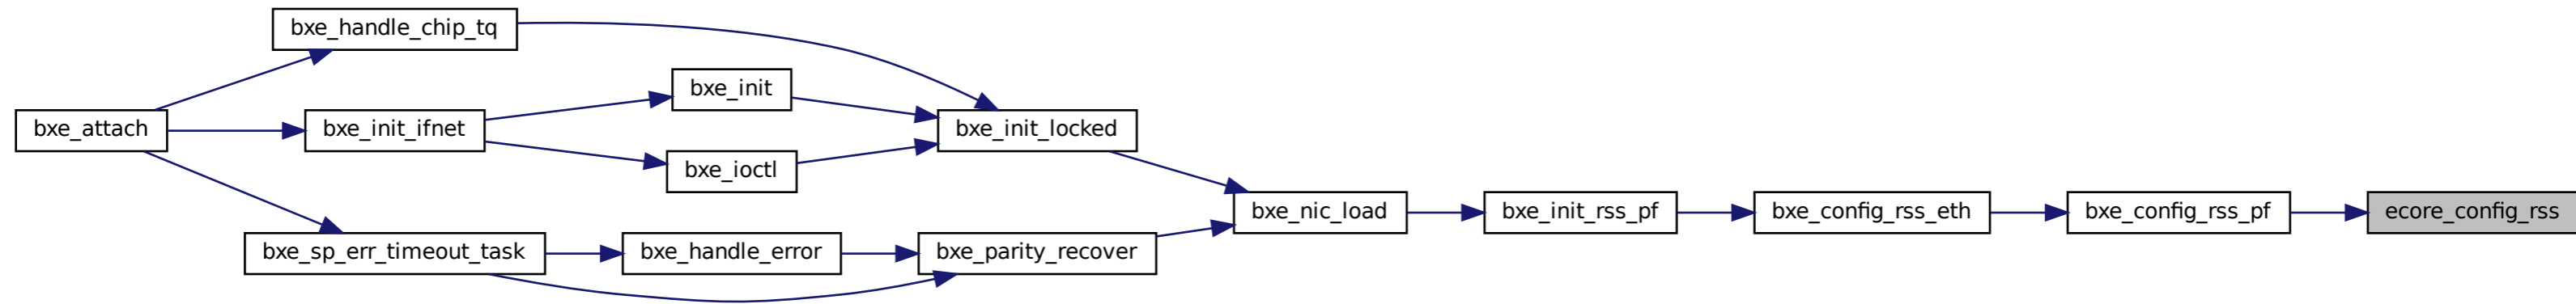 bxe_handle_chip_tq
bxe_init
bxe_attach
bxe_init_ifnet
bxe_init_locked
bxe_ioctl
bxe_nic_load
bxe_init_rss_pf
bxe_config_rss_eth
bxe_config_rss_pf
ecore_config_rss
bxe_sp_err_timeout_task
bxe_handle_error
bxe_parity_recover